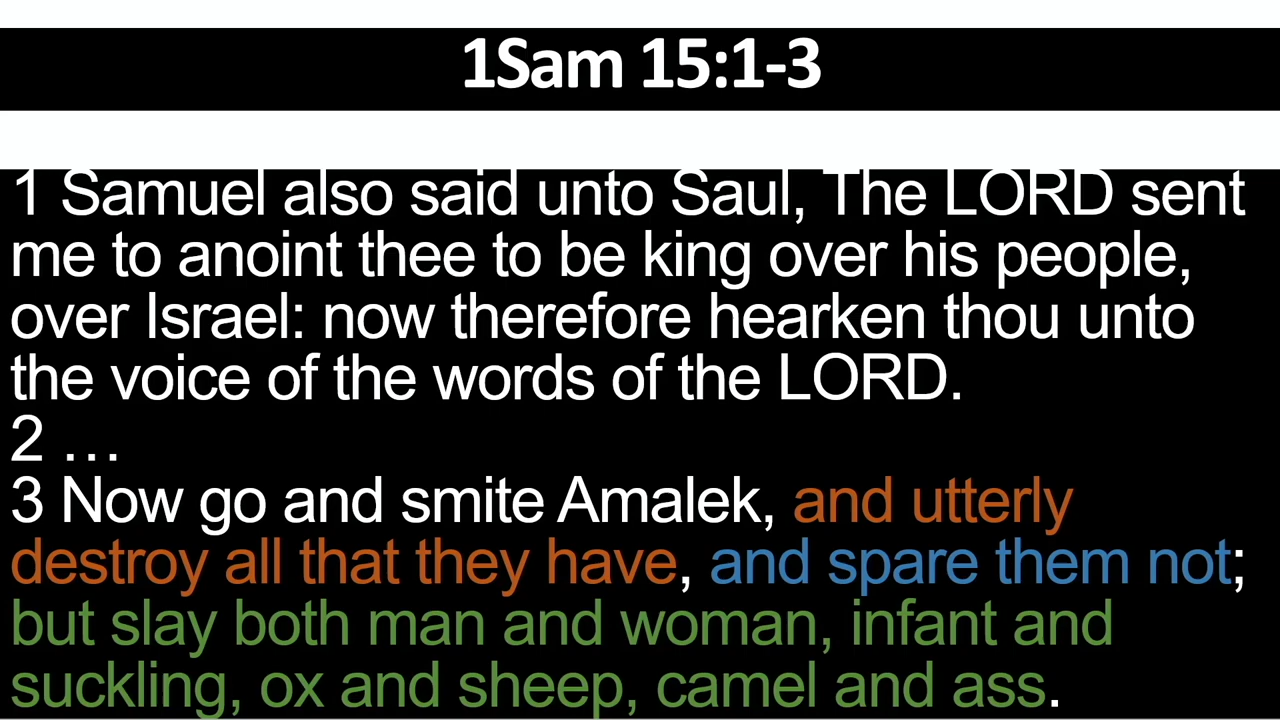 1Sam 15:1-3
1 Samuel also said unto Saul, The LORD sent
me to anoint thee to be king over his people,
over Israel: now therefore hearken thou unto
the voice of the words of the LORD.
2 …
3 Now go and smite Amalek, and utterly
destroy all that they have, and spare them not;
but slay both man and woman, infant and
suckling, ox and sheep, camel and ass.